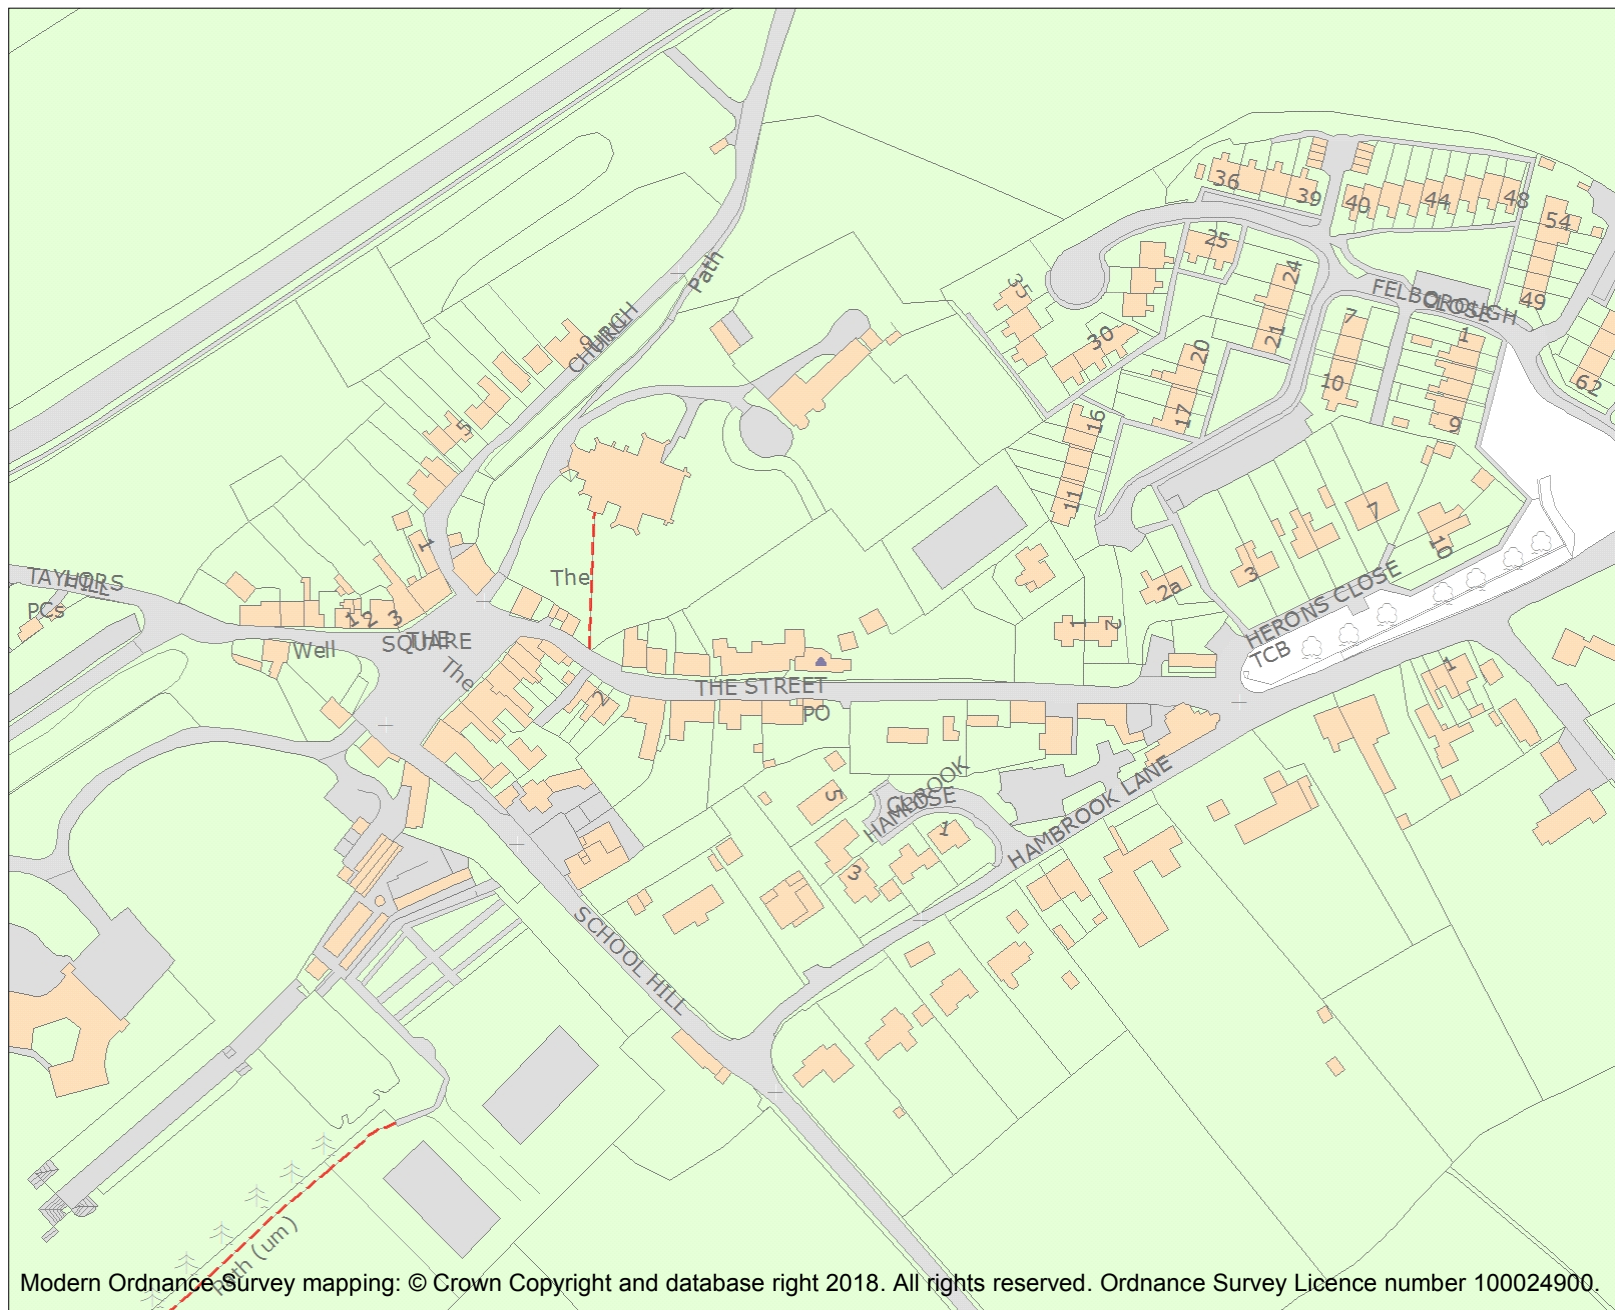 36
39
40
44
48
54
25
24
35
Path
FELBOROUGH
CLOSE
49
7
1
CHURCH
HILL
9
30
21
20
10
62
5
16
17
9
11
7
1
10
3
TAYLORS
HILL
The
2a
HERONS CLOSE
PCs
1
2
3
1
2
THE
SQUARE
Well
The
TCB
1
THE STREET
2
PO
HAMBROOK
CLOSE
5
1
HAMBROOK LANE
3
SCHOOL HILL
Path (um)
Modern Ordnance Survey mapping: © Crown Copyright and database right 2018. All rights reserved. Ordnance Survey Licence number 100024900.